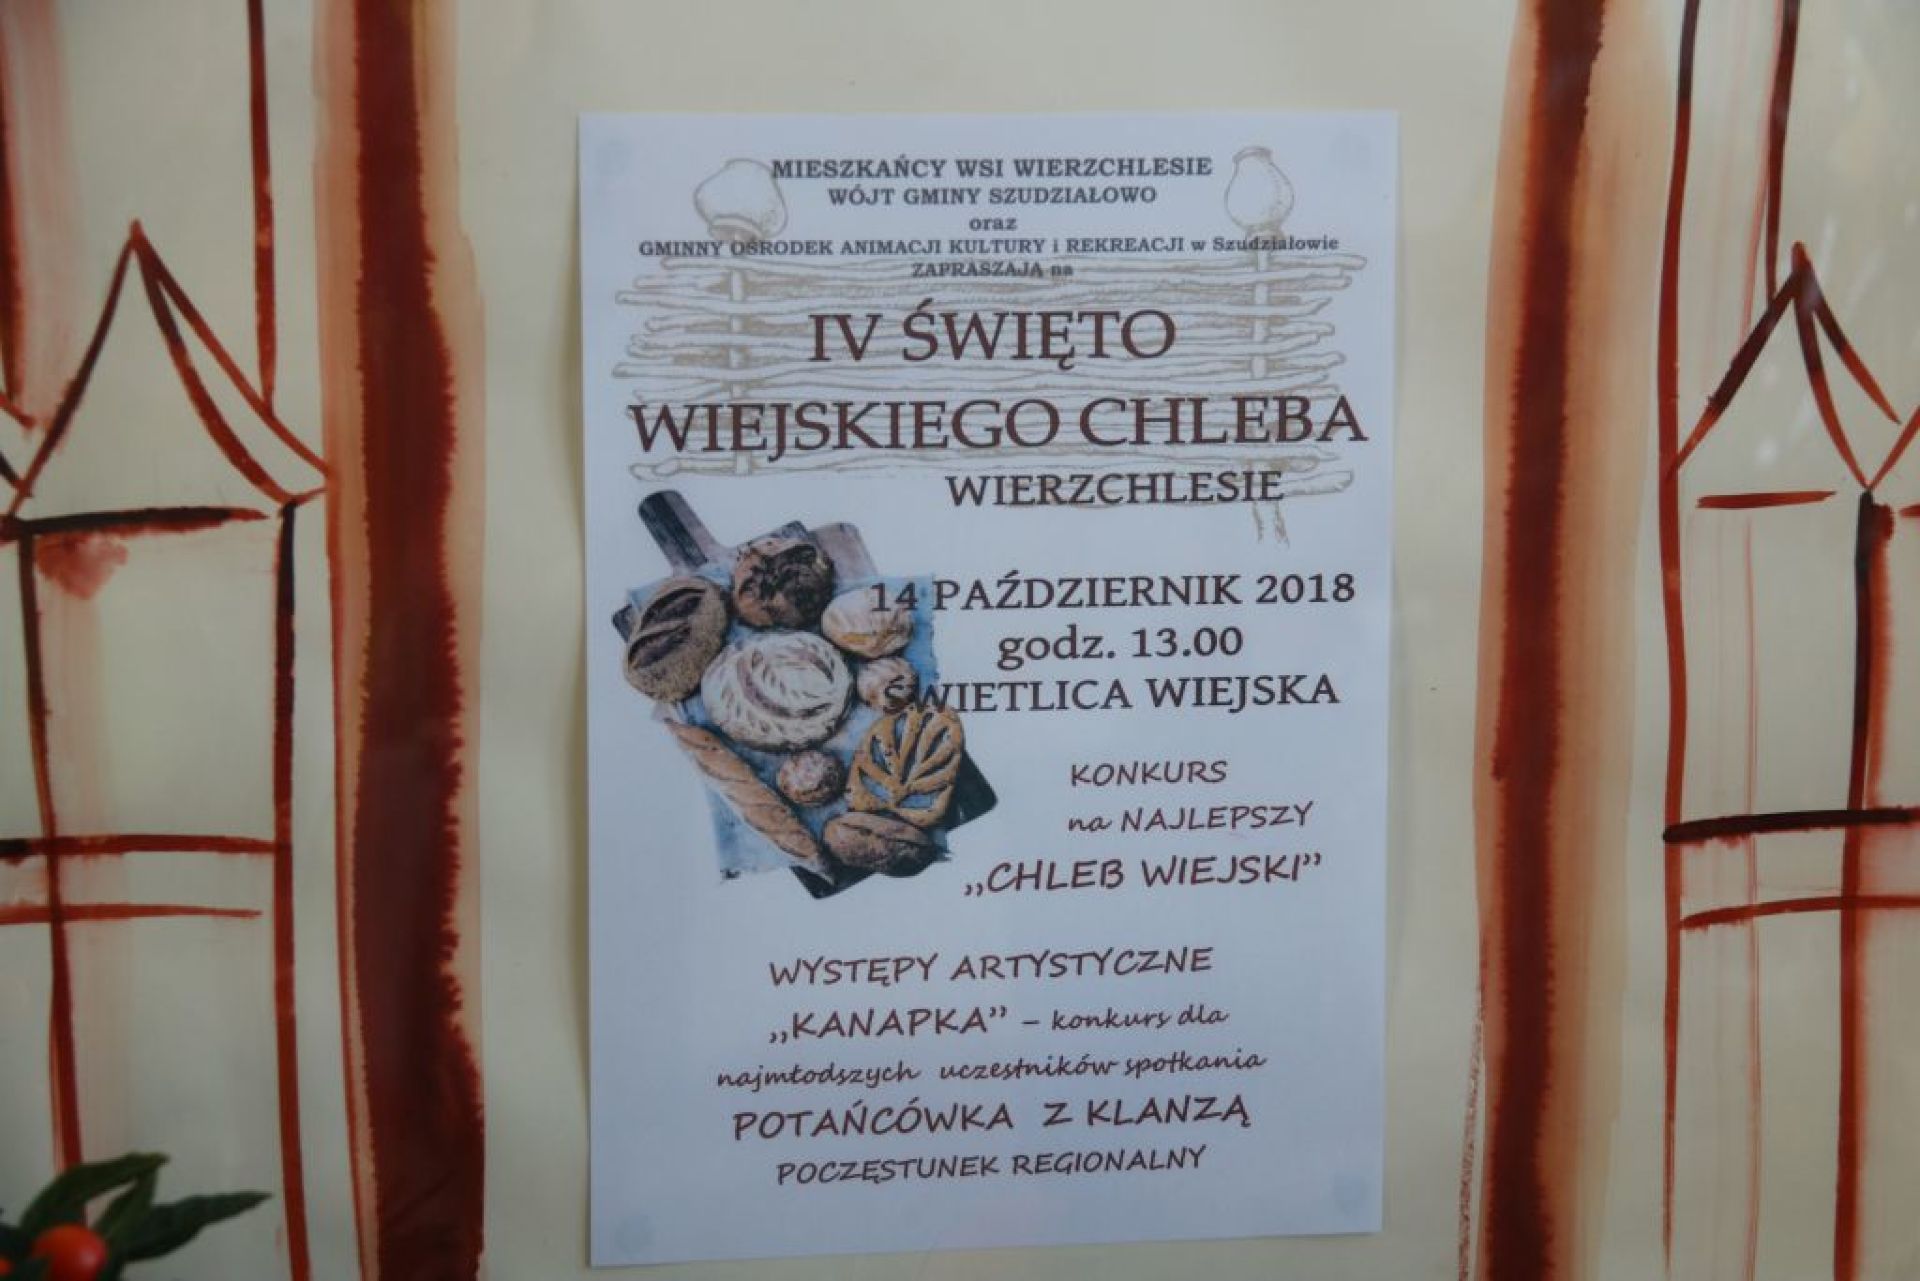 MIESZKAŃCY WSI WIERZCHLESIE
WÓJT GMINY SZUDZIAŁOWO
oraz
GMINNY OŚRODEK ANIMACJI KULTURY i REKREACJI w Szudziałowie
ZAPRASZAJĄ na
IV ŚWIĘTO
WIEJSKIEGO CHLEBA
WIERZCHLESIE
14 PAŹDZIERNIK 2018
godz. 13.00
ŚWIETLICA WIEJSKA
KONKURS
na NAJLEPSZY
„CHLEB WIEJSKI”
WYSTĘPY ARTYSTYCZNE
„KANAPKA” – konkurs dla
najmłodszych uczestników spotkania
POTAŃCÓWKA Z KLANZĄ
POCZĘSTUNEK REGIONALNY